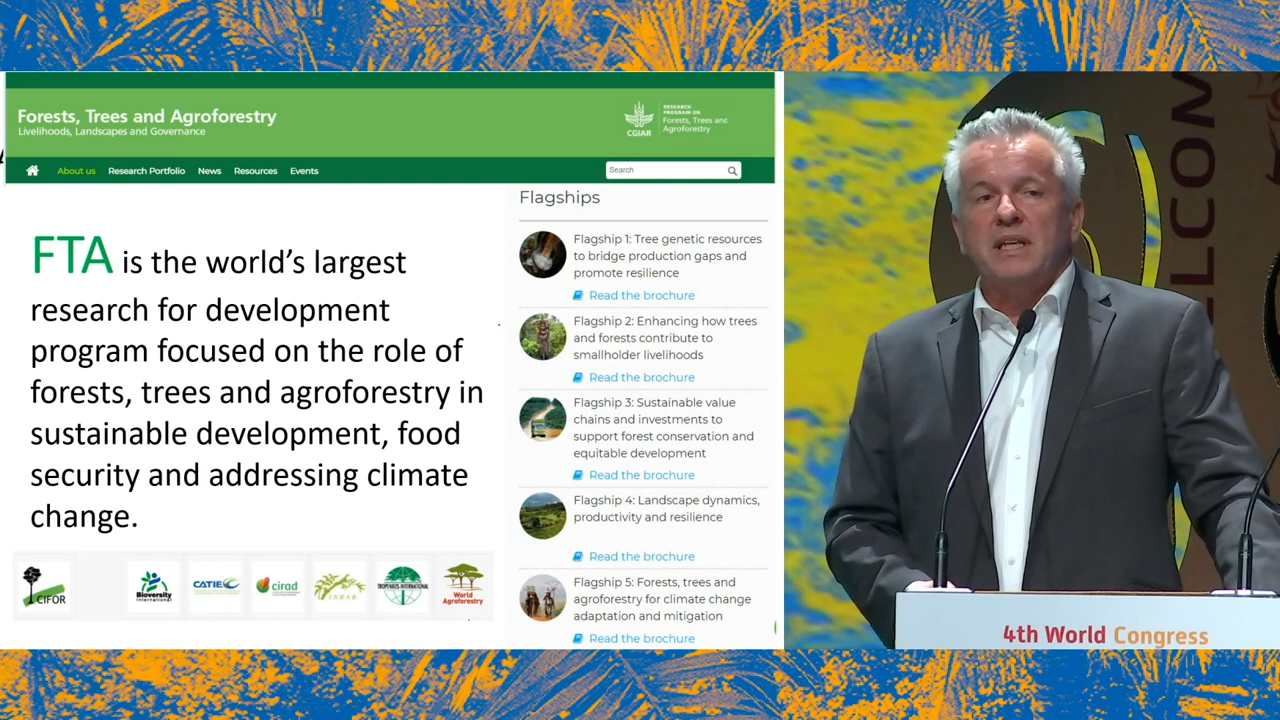 Forests, Trees and Agroforestry
Livelihoods, Landscapes and Governance
CGIAR
RESEARCH
PROGRAM ON
Forests, Trees and
Agroforestry
About us
Research Portfolio
News
Resources
Events
Search
FTA is the world's largest
research for development
program focused on the role of
forests, trees and agroforestry in
sustainable development, food
security and addressing climate
change.
CIFOR
Bioversity
International
CATIE
cirad
INBAR
TROPENBOS INTERNATIONAL
World
Agroforestry
Flagships
Flagship 1: Tree genetic resources
to bridge production gaps and
promote resilience
Read the brochure
Flagship 2: Enhancing how trees
and forests contribute to
smallholder livelihoods
Read the brochure
Flagship 3: Sustainable value
chains and investments to
support forest conservation and
equitable development
Read the brochure
Flagship 4: Landscape dynamics,
productivity and resilience
Read the brochure
Flagship 5: Forests, trees and
agroforestry for climate change
adaptation and mitigation
Read the brochure
4th World Congress